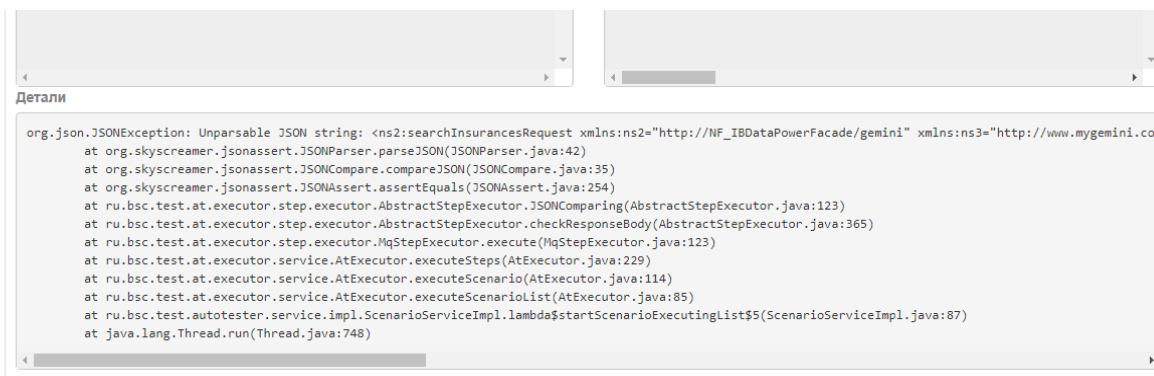 Детали
org.json.JSONException: Unparsable JSON string: <ns2:searchInsurancesRequest xmlns:ns2="http://NF_IBDataPowerFacade/gemini" xmlns:ns3="http://www.mygemini.co
at org.skyscreamer.jsonassert.JSONParser.parseJSON(JSONParser.java:42)
at org.skyscreamer.jsonassert.JSONCompare.compareJSON(JSONCompare.java:35)
at org.skyscreamer.jsonassert.JSONAssert.assertEquals(JSONAssert.java:254)
at ru.bsc.test.at.executor.step.executor.AbstractStepExecutor.JSONComparing(AbstractStepExecutor.java:123)
at ru.bsc.test.at.executor.step.executor.AbstractStepExecutor.checkResponseBody(AbstractStepExecutor.java:365)
at ru.bsc.test.at.executor.step.executor.MqStepExecutor.execute(MqStepExecutor.java:123)
at ru.bsc.test.at.executor.service.AtExecutor.executeSteps(AtExecutor.java:229)
at ru.bsc.test.at.executor.service.AtExecutor.executeScenario(AtExecutor.java:114)
at ru.bsc.test.at.executor.service.AtExecutor.executeScenarioList(AtExecutor.java:85)
at ru.bsc.test.autotester.service.impl.ScenarioServiceImpl.lambda$startScenarioExecutingList$5(ScenarioServiceImpl.java:87)
at java.lang.Thread.run(Thread.java:748)